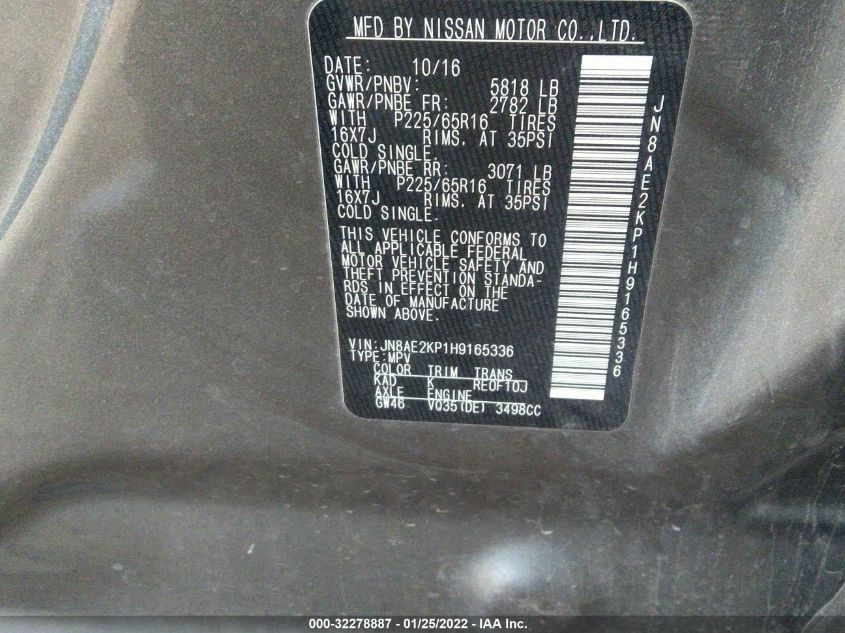 MFD BY NISSAN MOTOR CO.,LTD.
DATE: 10/16
GVWR/PNBV: 5818 LB
GAWR/PNBE FR: 2782 LB
WITH P225/65R16 TIRES
16X7J RIMS, AT 35PSI
COLD SINGLE.
GAWR/PNBE RR: 3071 LB
WITH P225/65R16 TIRES
16X7J RIMS, AT 35PSI
COLD SINGLE.
THIS VEHICLE CONFORMS TO
ALL APPLICABLE FEDERAL
MOTOR VEHICLE SAFETY AND
THEFT PREVENTION STANDA-
RDS IN EFFECT ON THE
DATE OF MANUFACTURE
SHOWN ABOVE.
VIN:JN8AE2KP1H9165336
TYPE:MPV
COLOR TRIM TRANS
KAD K RE0F10J
AXLE ENGINE
GW46 VQ35(DE) 3498CC
JN8AE2KP1H9165336
000-32278887 - 01/25/2022 - IAA Inc.